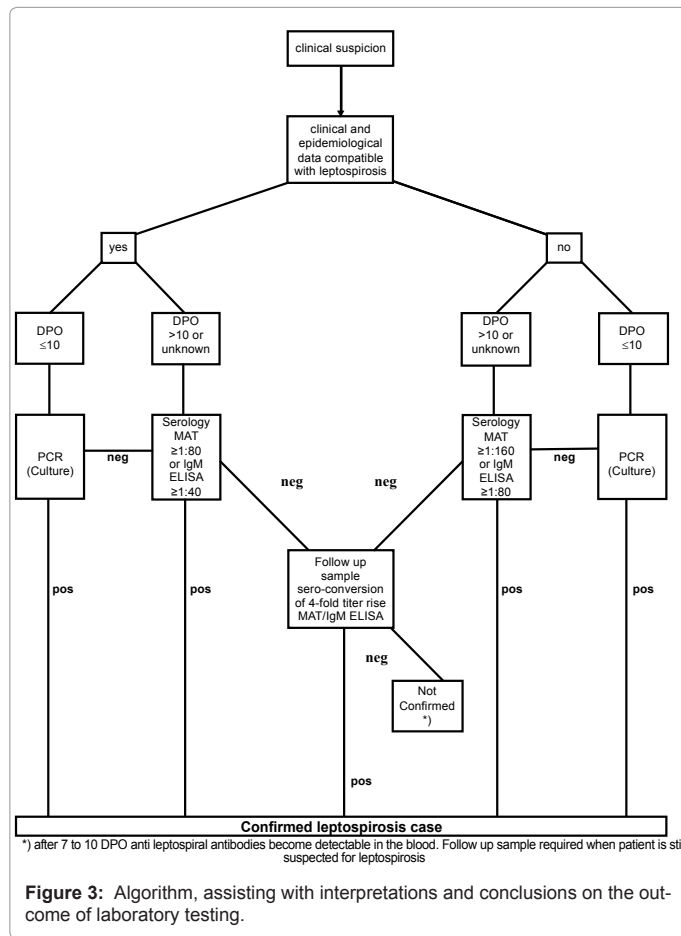 clinical suspicion
clinical and
epidemiological
data compatible
with leptospirosis
yes
no
DPO
≤10
DPO
>10 or
unknown
DPO
>10 or
unknown
DPO
≤10
PCR
(Culture)
neg
Serology
MAT
≥1:80
or IgM
ELISA
≥1:40
neg
neg
Serology
MAT
≥1:160
or IgM
ELISA
≥1:80
neg
PCR
(Culture)
Follow up
sample
sero-conversion
of 4-fold titer rise
MAT/IgM ELISA
pos
pos
pos
pos
neg
Not
Confirmed
*)
pos
Confirmed leptospirosis case
*) after 7 to 10 DPO anti leptospiral antibodies become detectable in the blood. Follow up sample required when patient is sti
suspected for leptospirosis
Figure 3: Algorithm, assisting with interpretations and conclusions on the out-
come of laboratory testing.